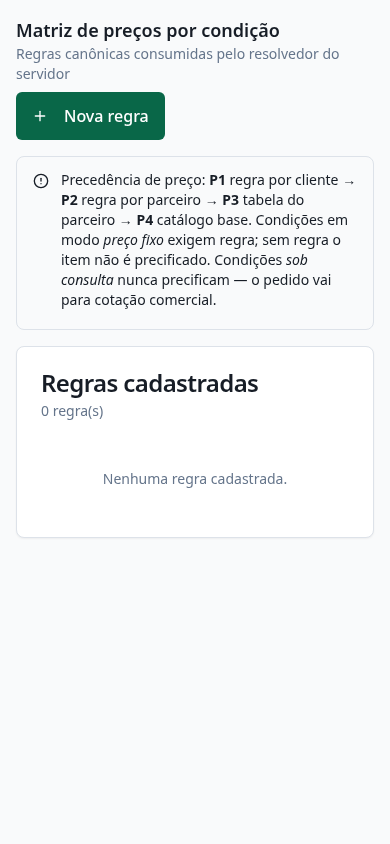 Matriz de preços por condição
Regras canônicas consumidas pelo resolvedor do
servidor
Nova regra
Precedência de preço: P1 regra por cliente →
P2 regra por parceiro → P3 tabela do
parceiro → P4 catálogo base. Condições em
modo preço fixo exigem regra; sem regra o
item não é precificado. Condições sob
consulta nunca precificam — o pedido vai
para cotação comercial.
Regras cadastradas
0 regra(s)
Nenhuma regra cadastrada.